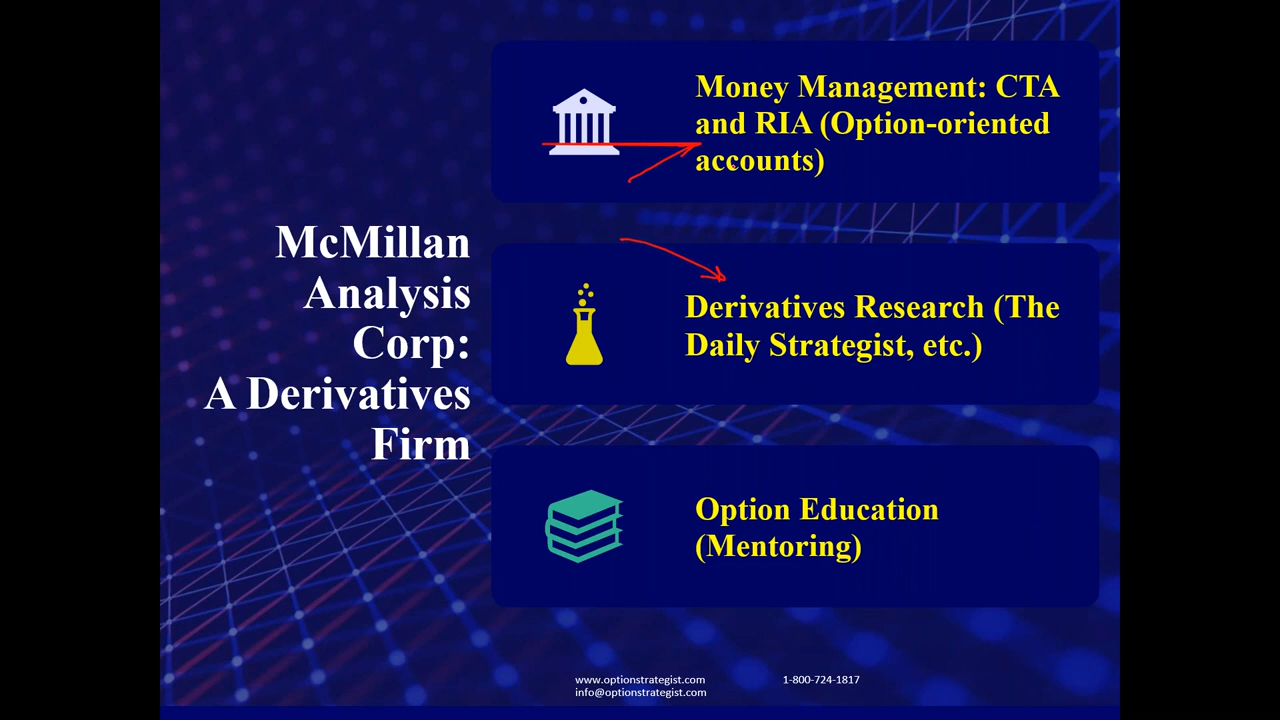 McMillan
Analysis
Corp:
A Derivatives
Firm
Money Management: CTA
and RIA (Option-oriented
accounts)
Derivatives Research (The
Daily Strategist, etc.)
Option Education
(Mentoring)
www.optionstrategist.com
info@optionstrategist.com
1-800-724-1817